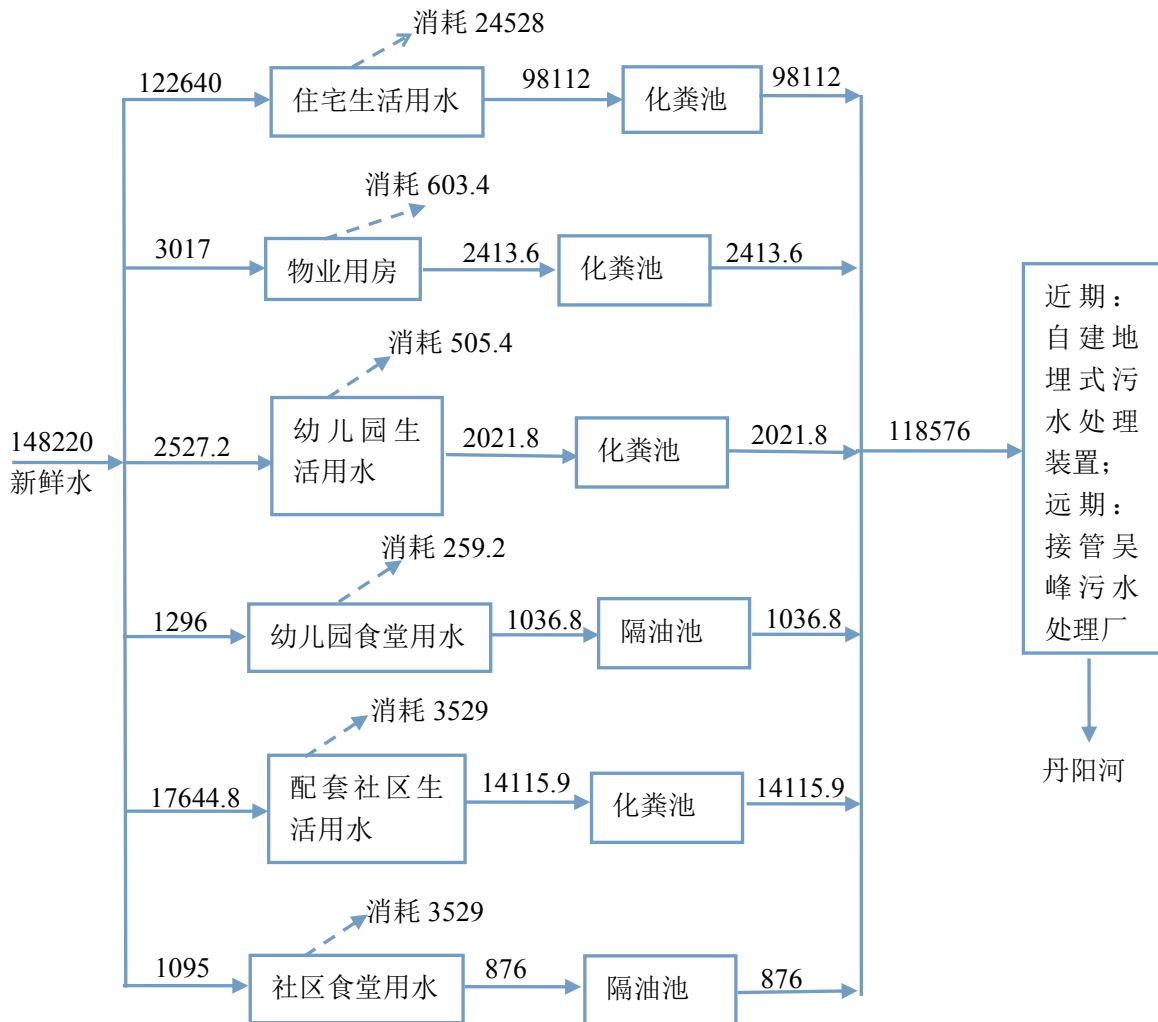 消耗 24528
122640
住宅生活用水
98112
化粪池
98112
消耗 603.4
3017
物业用房
2413.6
化粪池
2413.6
消耗 505.4
148220
新鲜水
2527.2
幼儿园生
活用水
2021.8
化粪池
2021.8
118576
近期：
自建地
埋式污
水处理
装置；
远期：
接管吴
峰污水
处理厂
消耗 259.2
1296
幼儿园食堂用水
1036.8
隔油池
1036.8
消耗 3529
17644.8
配套社区生
活用水
14115.9
化粪池
14115.9
丹阳河
消耗 3529
1095
社区食堂用水
876
隔油池
876